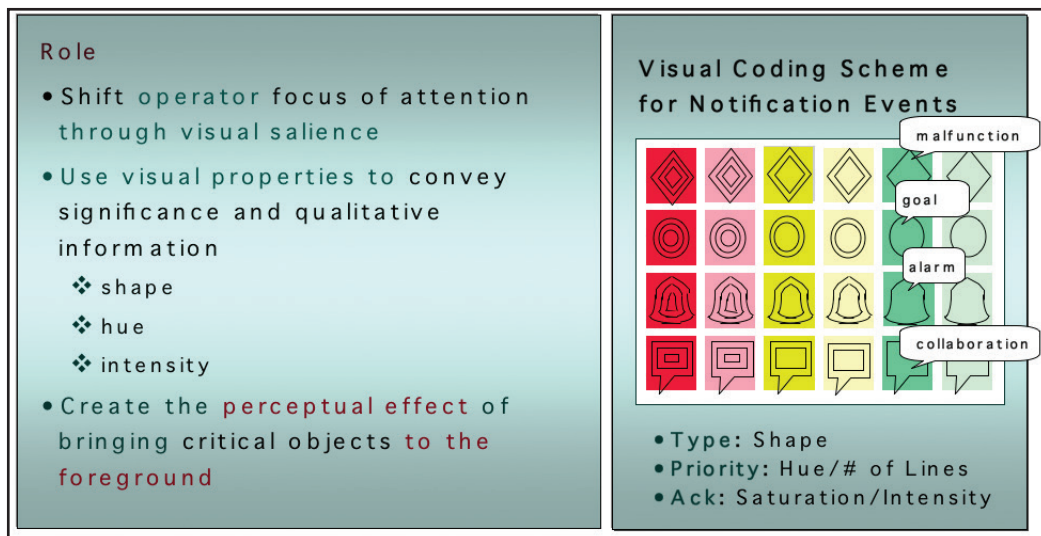 Role
• Shift operator focus of attention
through visual salience
• Use visual properties to convey
significance and qualitative
information
❖ shape
❖ hue
❖ intensity
• Create the perceptual effect of
bringing critical objects to the
foreground
Visual Coding Scheme
for Notification Events
malfunction
goal
alarm
collaboration
• Type: Shape
• Priority: Hue/# of Lines
• Ack: Saturation/Intensity